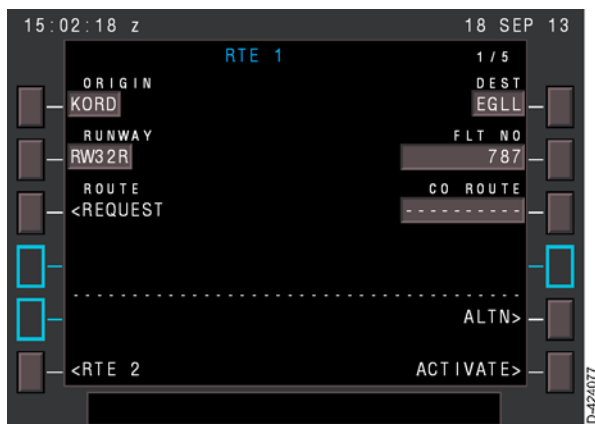 15:02:18 z 18 SEP 13
RTE 1 1/5
ORIGIN DEST
KORD EGLL
RUNWAY FLT NO
RW32R 787
ROUTE CO ROUTE
<REQUEST ----------
ALTN>
<RTE 2 ACTIVATE>
D-424077